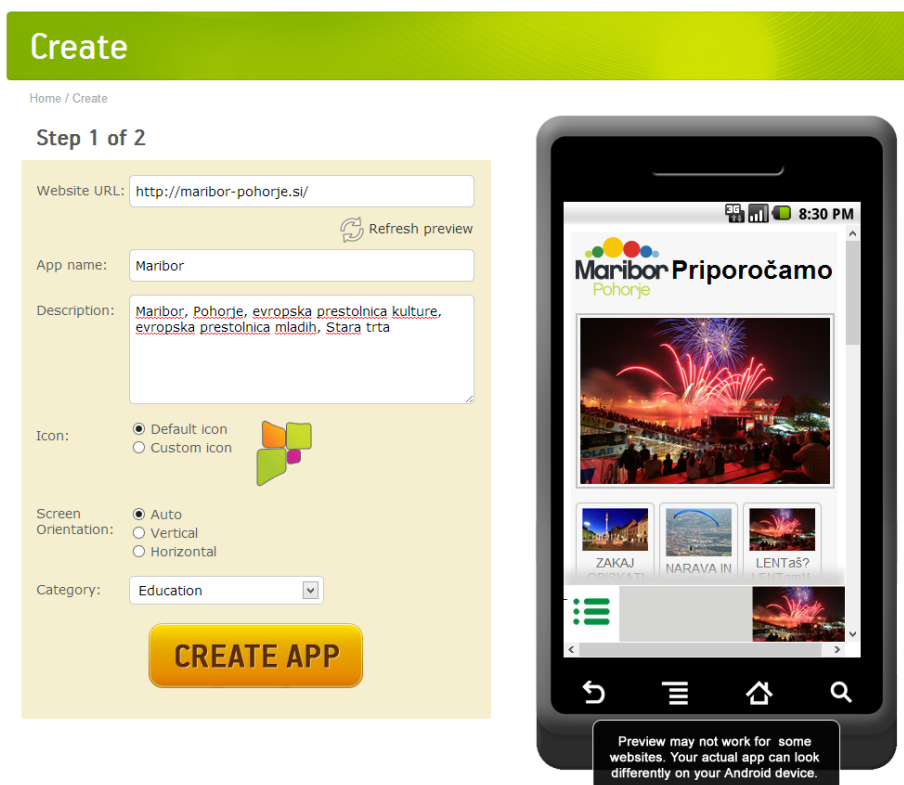 Create
Home / Create
Step 1 of 2
Website URL: http://maribor-pohorje.si/
Refresh preview
App name: Maribor
Description: Maribor, Pohorje, evropska prestolnica kulture,
evropska prestolnica mladih, Stara trta
Icon:
Default icon
Custom icon
Screen
Orientation:
Auto
Vertical
Horizontal
Category: Education
CREATE APP
3G 8:30 PM
Maribor
Pohorje
Priporočamo
ZAKAJ
OBISKATI
NARAVA IN
LENTaš?
LENTam!!
Preview may not work for some
websites. Your actual app can look
differently on your Android device.